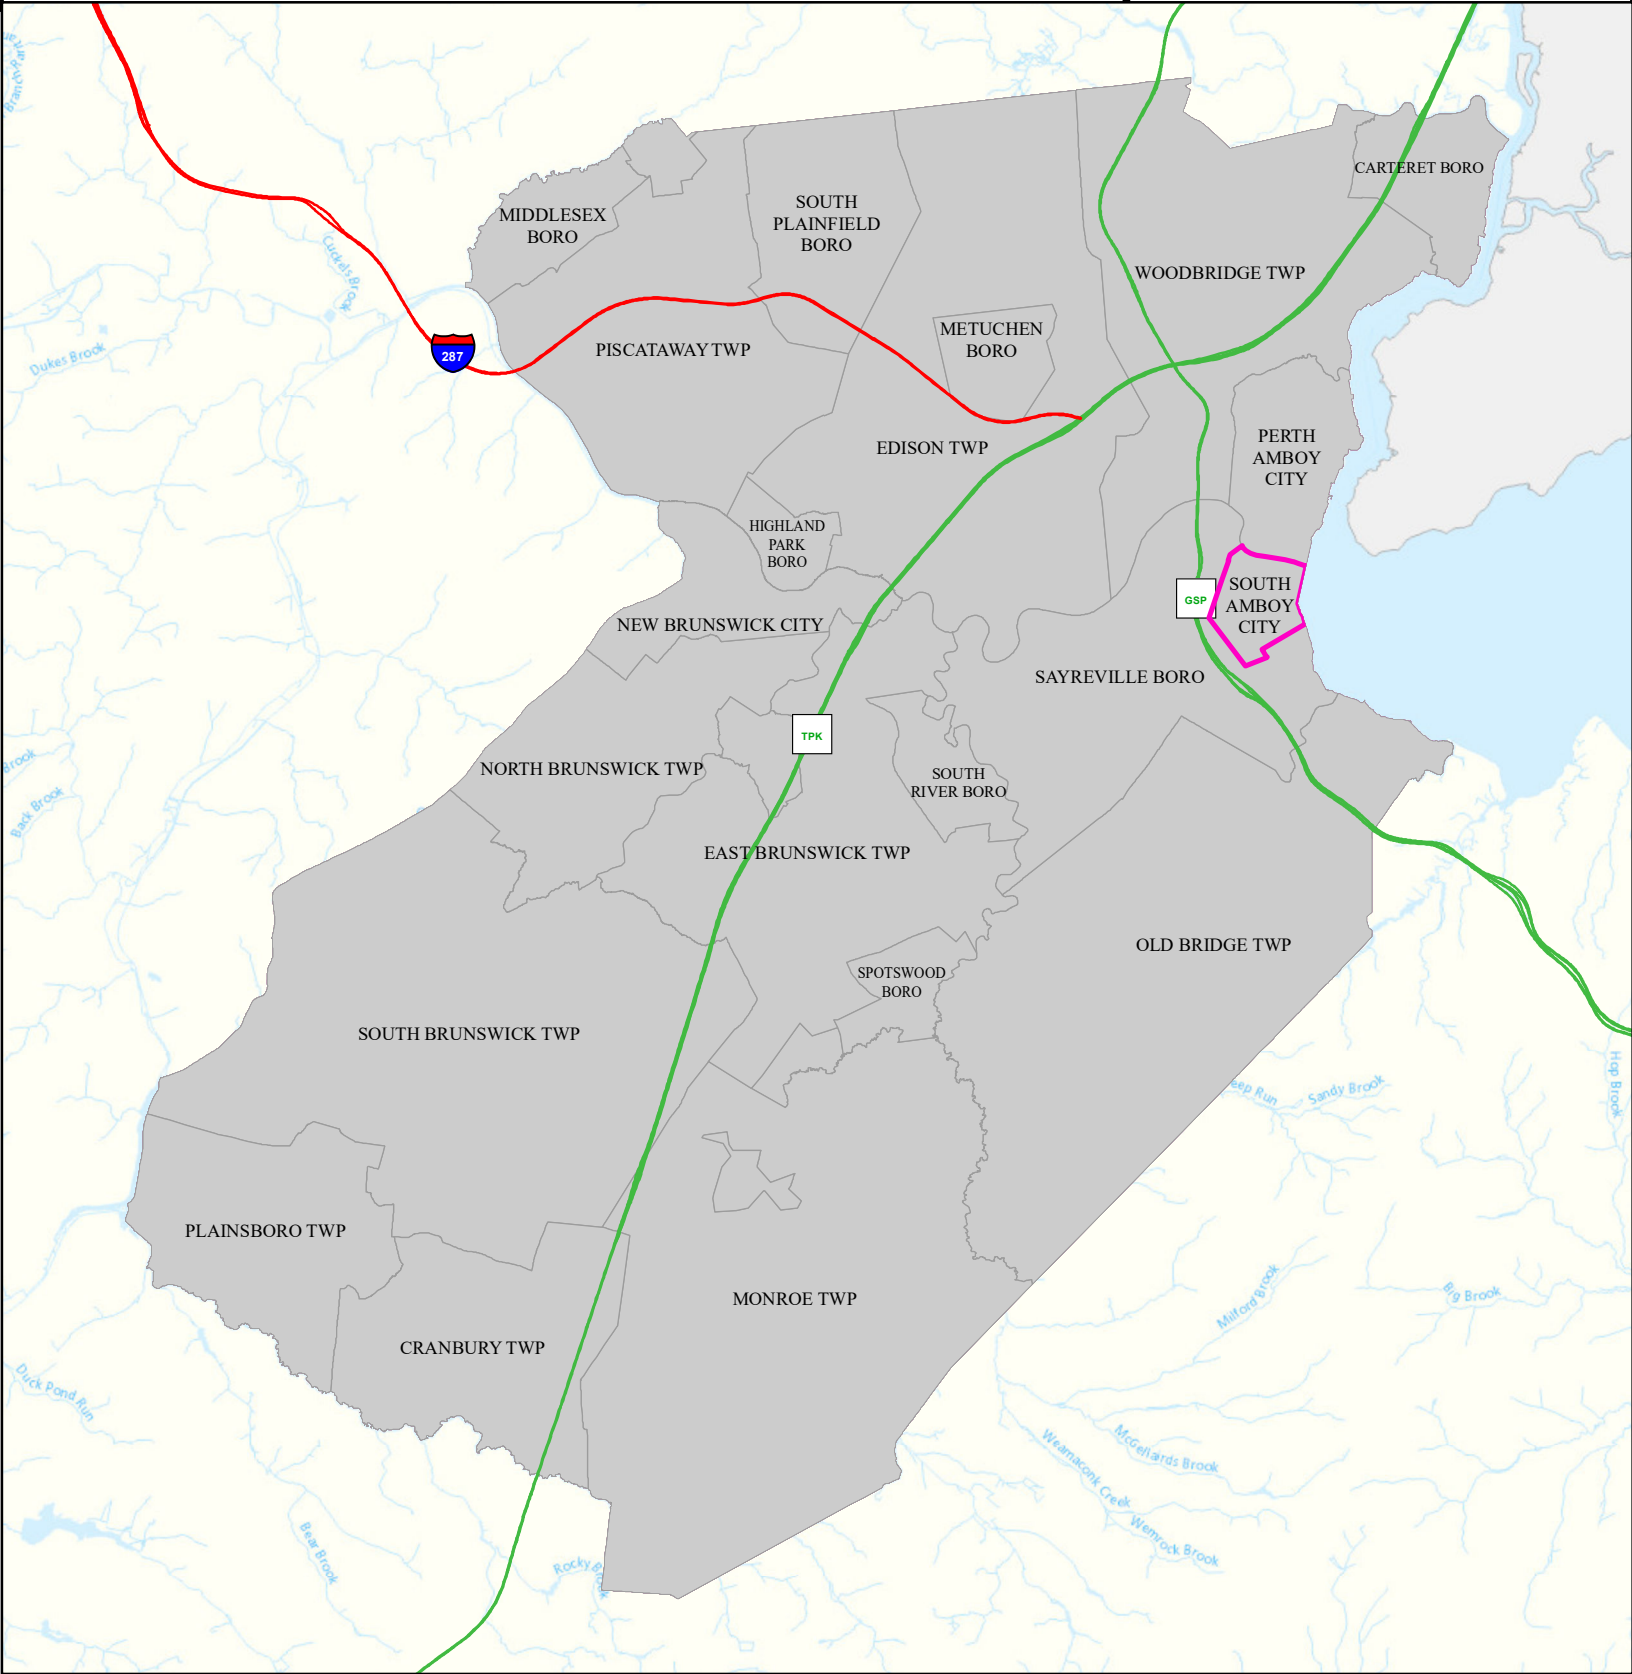 CARTERET BORO
MIDDLESEX
BORO
SOUTH
PLAINFIELD
BORO
WOODBRIDGE TWP
Cuckels Brook
Dukes Brook
287
PISCATAWAY TWP
METUCHEN
BORO
EDISON TWP
PERTH
AMBOY
CITY
HIGHLAND
PARK
BORO
GSP
SOUTH
AMBOY
CITY
NEW BRUNSWICK CITY
SAYREVILLE BORO
TPK
NORTH BRUNSWICK TWP
SOUTH
RIVER BORO
Brook
Back Brook
EAST BRUNSWICK TWP
OLD BRIDGE TWP
SPOTSWOOD
BORO
SOUTH BRUNSWICK TWP
eep Run
Sandy Brook
Hop Brook
PLAINSBORO TWP
MONROE TWP
Milford Brook
Big Brook
CRANBURY TWP
Duck Pond Run
McGellairds Brook
Weamaconk Creek
Wemrock Brook
Bear Brook
Rocky Brook